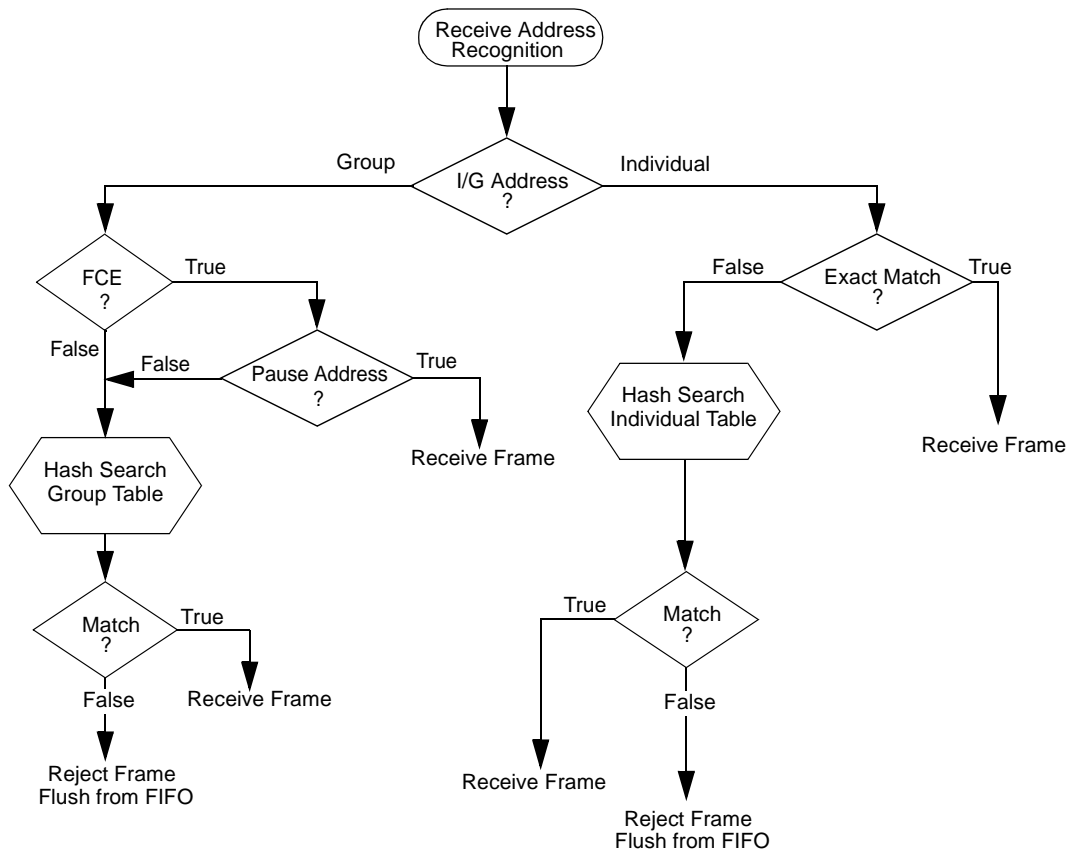 Receive Address
Recognition
Group
I/G Address
?
Individual
FCE
?
True
False
False
Pause Address
?
True
Receive Frame
Hash Search
Group Table
Match
?
True
Receive Frame
False
Reject Frame
Flush from FIFO
False
Exact Match
?
True
Receive Frame
Hash Search
Individual Table
True
Match
?
Receive Frame
False
Reject Frame
Flush from FIFO